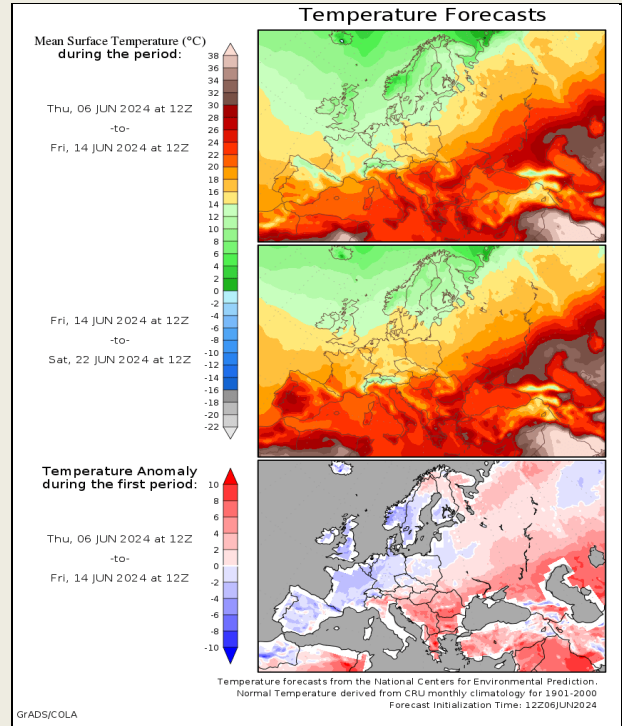 Temperature Forecasts
Mean Surface Temperature (°C)
during the period:
Thu, 06 JUN 2024 at 12Z
-to-
Fri, 14 JUN 2024 at 12Z
38
36
34
32
30
28
26
24
22
20
18
16
14
12
10
8
6
4
2
0
-2
-4
-6
-8
-10
-12
-14
-16
-18
-20
-22
Fri, 14 JUN 2024 at 12Z
-to-
Sat, 22 JUN 2024 at 12Z
Temperature Anomaly
during the first period:
Thu, 06 JUN 2024 at 12Z
-to-
Fri, 14 JUN 2024 at 12Z
10
8
6
4
2
0
-2
-4
-6
-8
-10
Temperature forecasts from the National Centers for Environmental Prediction.
Normal Temperature derived from CRU monthly climatology for 1901-2000
Forecast Initialization Time: 12Z06JUN2024
GrADS/COLA